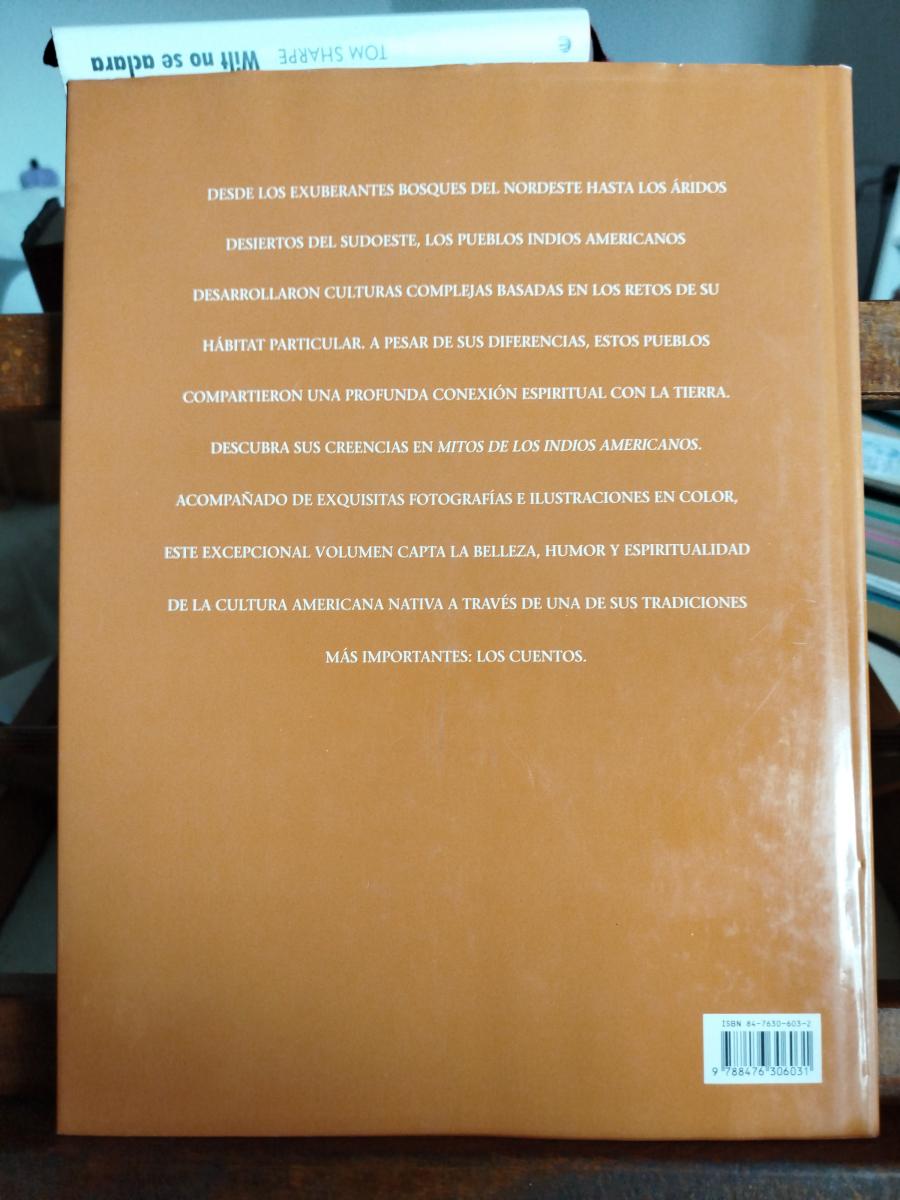 Wilt no se aclara TOM SHARPE e
DESDE LOS EXUBERANTES BOSQUES DEL NORDESTE HASTA LOS ÁRIDOS
DESIERTOS DEL SUDOESTE, LOS PUEBLOS INDIOS AMERICANOS
DESARROLLARON CULTURAS COMPLEJAS BASADAS EN LOS RETOS DE SU
HÁBITAT PARTICULAR. A PESAR DE SUS DIFERENCIAS, ESTOS PUEBLOS
COMPARTIERON UNA PROFUNDA CONEXIÓN ESPIRITUAL CON LA TIERRA.
DESCUBRA SUS CREENCIAS EN MITOS DE LOS INDIOS AMERICANOS.
ACOMPAÑADO DE EXQUISITAS FOTOGRAFÍAS E ILUSTRACIONES EN COLOR,
ESTE EXCEPCIONAL VOLUMEN CAPTA LA BELLEZA, HUMOR Y ESPIRITUALIDAD
DE LA CULTURA AMERICANA NATIVA A TRAVÉS DE UNA DE SUS TRADICIONES
MÁS IMPORTANTES: LOS CUENTOS.
ISBN 84-7630-603-2
9 788476 306031